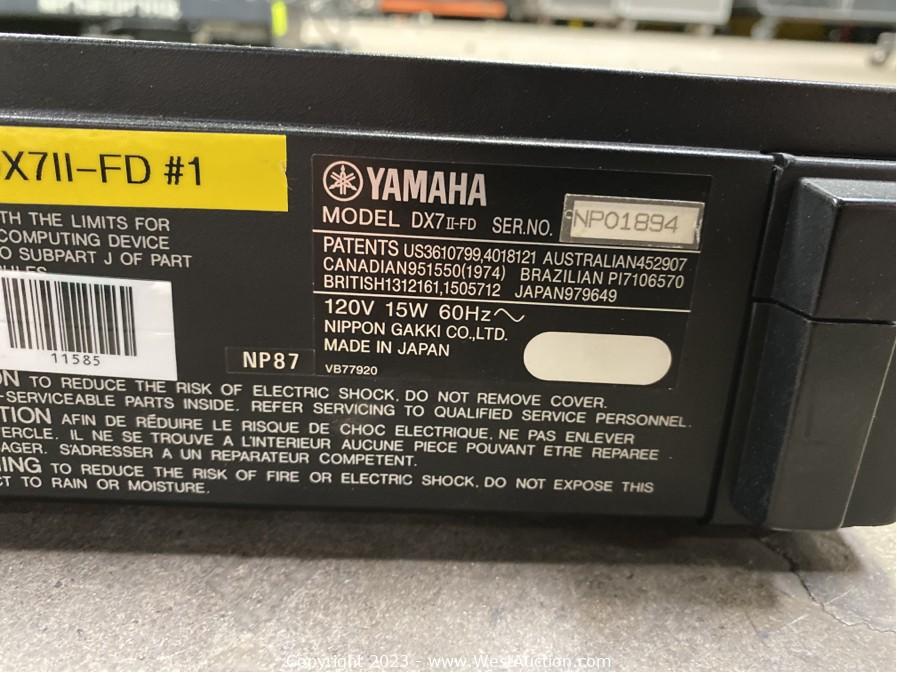 X7II-FD #1
YAMAHA
MODEL DX7II-FD SER.NO. NP01894
TH THE LIMITS FOR
COMPUTING DEVICE
O SUBPART J OF PART
PATENTS US3610799,4018121 AUSTRALIAN452907
CANADIAN951550(1974) BRAZILIAN PI7106570
BRITISH1312161,1505712 JAPAN979649
120V 15W 60Hz
NIPPON GAKKI CO.,LTD.
MADE IN JAPAN
VB77920
11585
NP87
ON TO REDUCE THE RISK OF ELECTRIC SHOCK, DO NOT REMOVE COVER.
-SERVICEABLE PARTS INSIDE. REFER SERVICING TO QUALIFIED SERVICE PERSONNEL.
TION AFIN DE RÉDUIRE LE RISQUE DE CHOC ELECTRIQUE, NE PAS ENLEVER
ERCLE. IL NE SE TROUVE A L'INTERIEUR AUCUNE PIECE POUVANT ETRE REPAREE .
AGER. S'ADRESSER A UN REPARATEUR COMPETENT.
ING TO REDUCE THE RISK OF FIRE OR ELECTRIC SHOCK, DO NOT EXPOSE THIS
CT TO RAIN OR MOISTURE.
Copyright 2023 - www.WestAuction.com